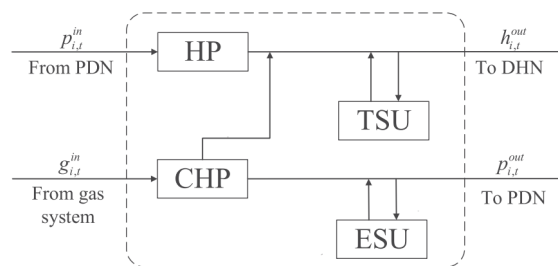 p_{i,t}^{in}
From PDN
HP
h_{i,t}^{out}
To DHN
TSU
g_{i,t}^{in}
From gas
system
CHP
p_{i,t}^{out}
To PDN
ESU